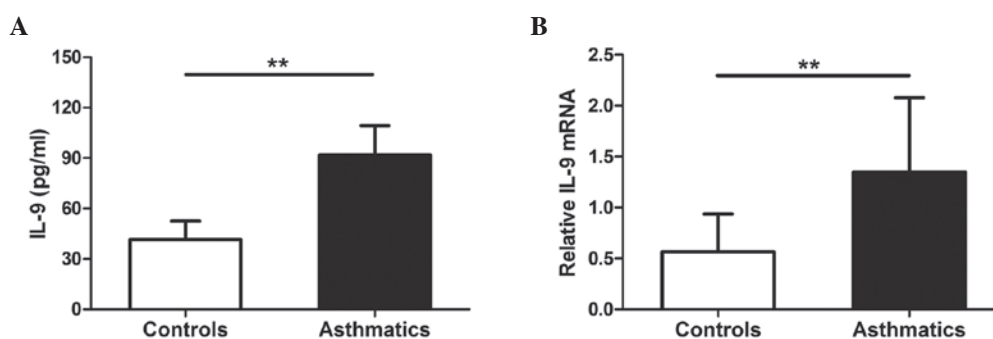 A
IL-9 (pg/ml)
150
120
90
60
30
0
**
Controls
Asthmatics
B
Relative IL-9 mRNA
2.5
2.0
1.5
1.0
0.5
0.0
**
Controls
Asthmatics